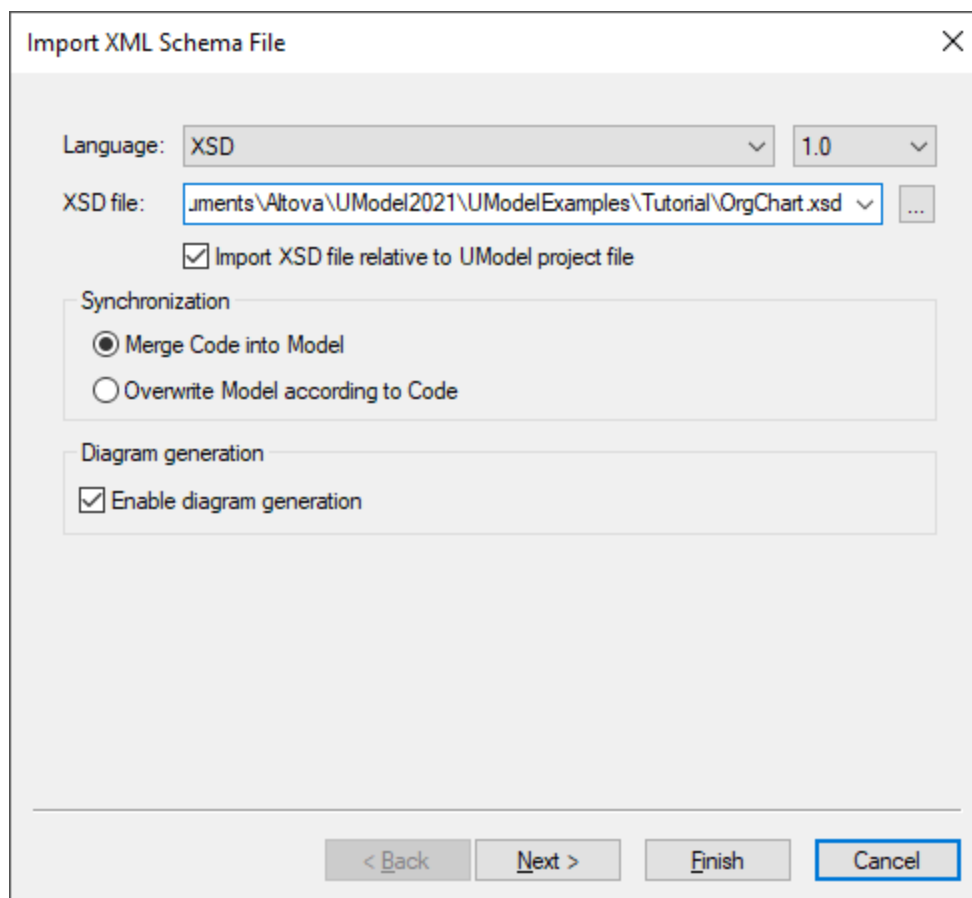 Import XML Schema File
Language: XSD 1.0
XSD file: uments\Altova\UModel2021\UModelExamples\Tutorial\OrgChart.xsd ...
Import XSD file relative to UModel project file
Synchronization
Merge Code into Model
Overwrite Model according to Code
Diagram generation
Enable diagram generation
< Back Next > Finish Cancel